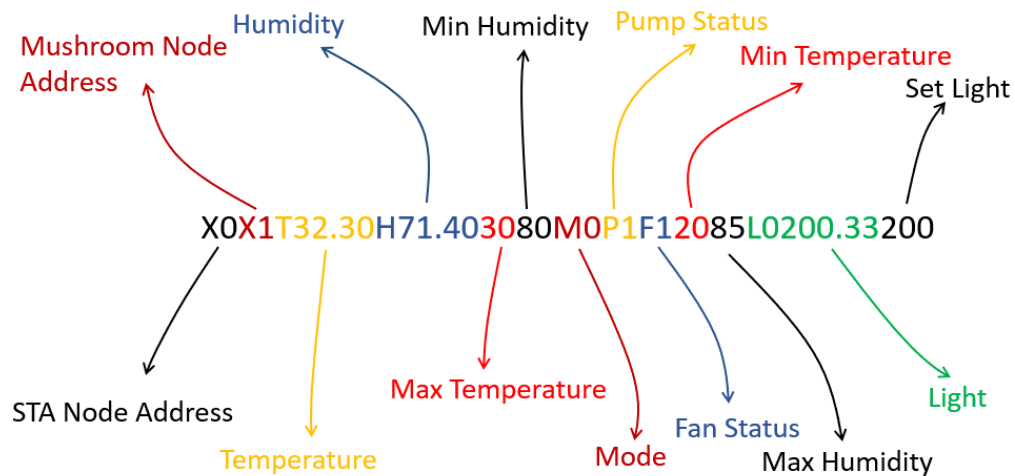 Humidity
Min Humidity
Pump Status
Mushroom Node
Address
Min Temperature
Set Light
X0X1T32.30H71.403080M0P1F12085L0200.33200
Max Temperature
Light
STA Node Address
Fan Status
Temperature
Mode
Max Humidity